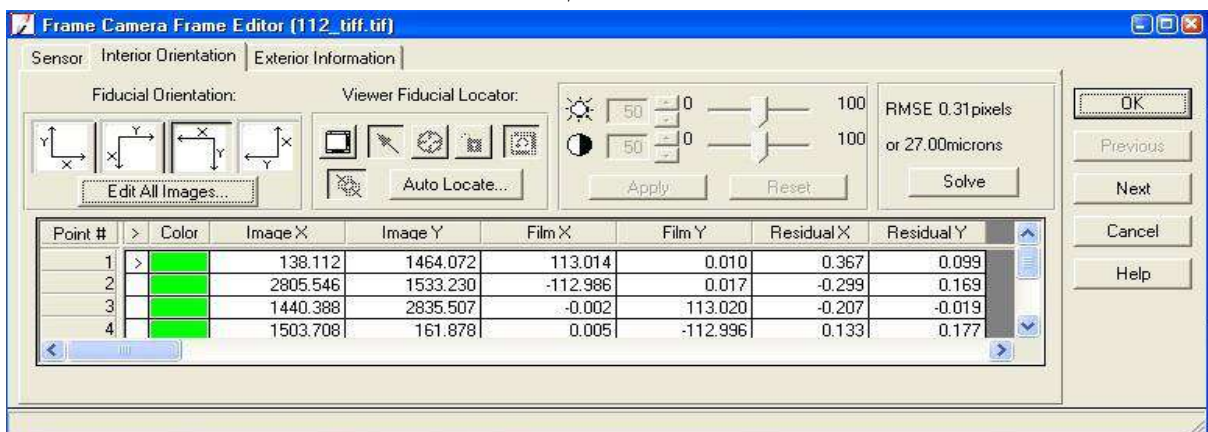 Frame Camera Frame Editor (112_tiff.tif)
Sensor Interior Orientation Exterior Information
Fiducial Orientation: Viewer Fiducial Locator:
Y X X Y X Y X Y
Edit All Images... Auto Locate...
50 0 100
50 0 100
Apply Reset
RMSE 0.31pixels
or 27.00microns
Solve
OK
Previous
Next
Cancel
Help
Point # > Color Image X Image Y Film X Film Y Residual X Residual Y
1 > 138.112 1464.072 113.014 0.010 0.367 0.099
2 2805.546 1533.230 -112.986 0.017 -0.299 0.169
3 1440.388 2835.507 -0.002 113.020 -0.207 -0.019
4 1503.708 161.878 0.005 -112.996 0.133 0.177